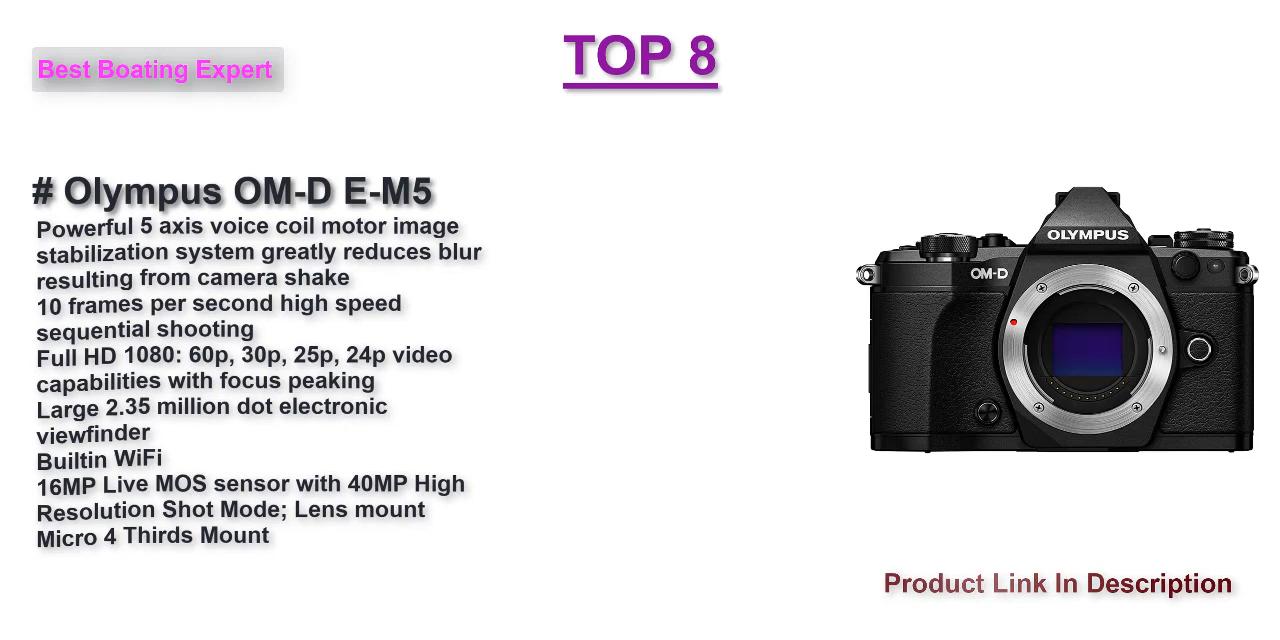 TOP 8
Best Boating Expert
# Olympus OM-D E-M5
Powerful 5 axis voice coil motor image
stabilization system greatly reduces blur
resulting from camera shake
10 frames per second high speed
sequential shooting
Full HD 1080: 60p, 30p, 25p, 24p video
capabilities with focus peaking
Large 2.35 million dot electronic
viewfinder
Builtin WiFi
16MP Live MOS sensor with 40MP High
Resolution Shot Mode; Lens mount
Micro 4 Thirds Mount
OLYMPUS
OM-D
Product Link In Description